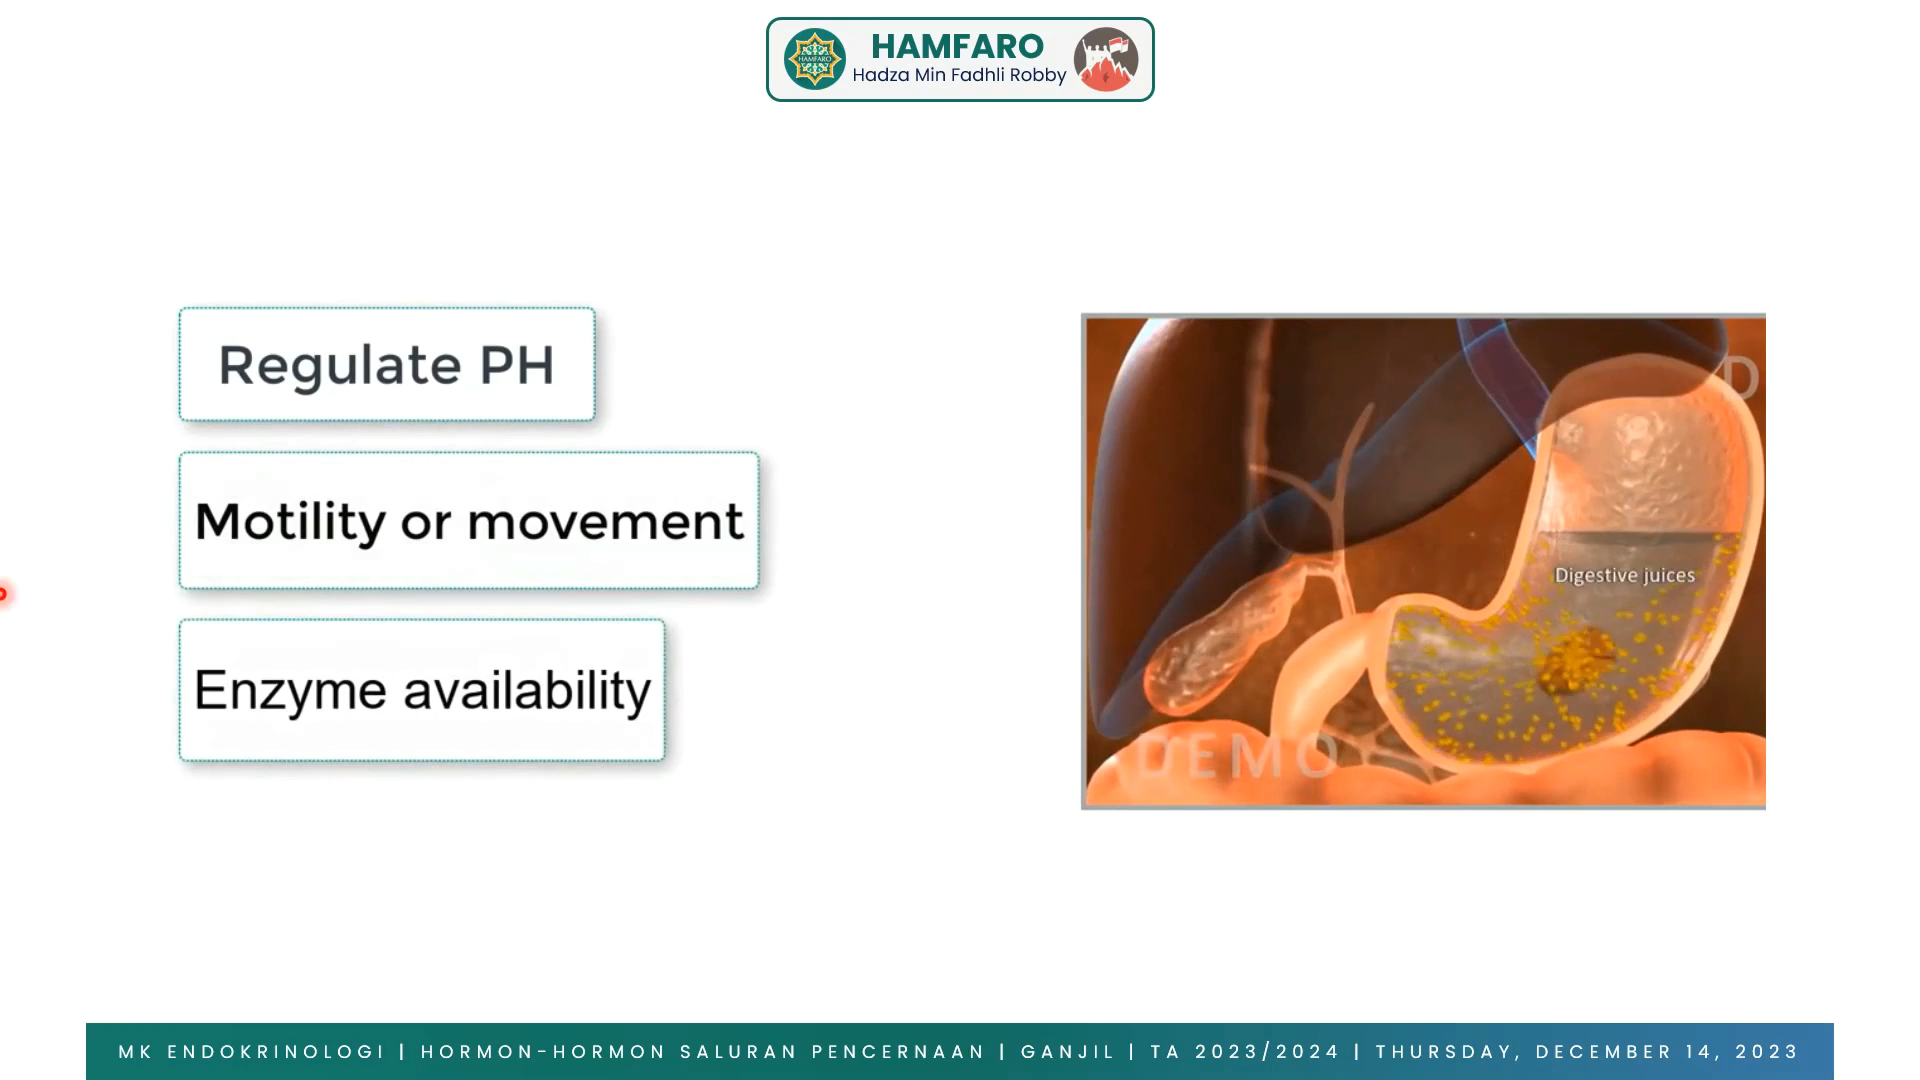 HAMFARO
Hadza Min Fadhli Robby
HAMFARO
Regulate PH
Motility or movement
Enzyme availability
D
Digestive juices
DEMO
MK ENDOKRINOLOGI | HORMON-HORMON SALURAN PENCERNAAN | GANJIL | TA 2023/2024 | THURSDAY, DECEMBER 14, 2023